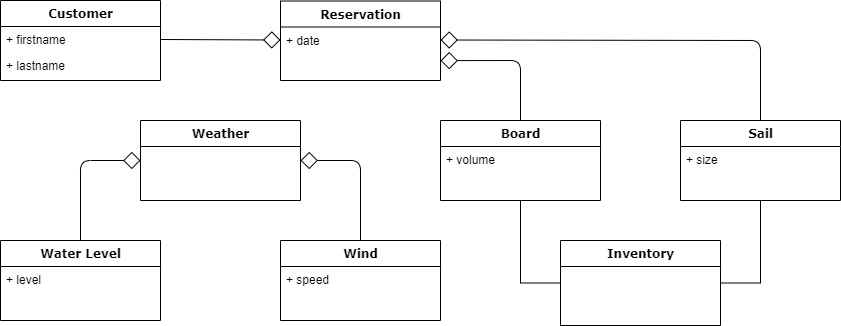 Customer
+ firstname
+ lastname
Reservation
+ date
Weather
Board
+ volume
Sail
+ size
Water Level
+ level
Wind
+ speed
Inventory